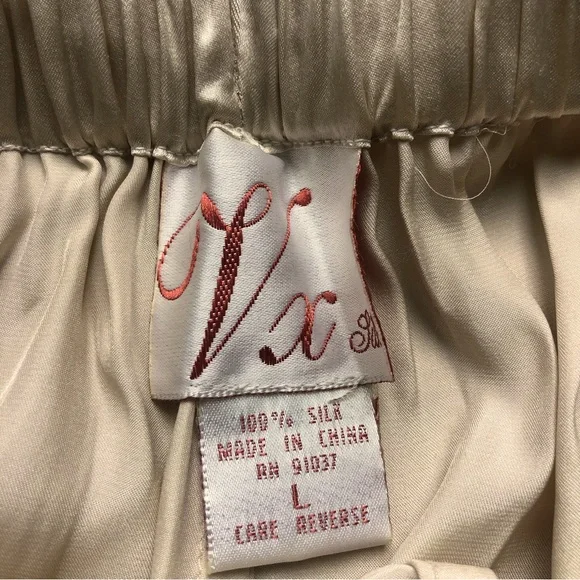 Vx
100% SILK
MADE IN CHINA
RN 91037
L
CARE REVERSE